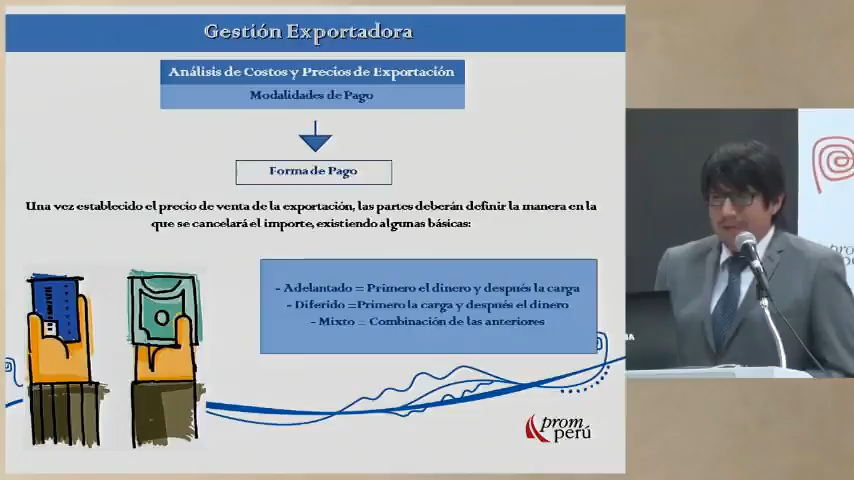 Gestión Exportadora
Análisis de Costos y Precios de Exportación
Modalidades de Pago
Forma de Pago
Una vez establecido el precio de venta de la exportación, las partes deberán definir la manera en la
que se cancelará el importe, existiendo algunas básicas:
- Adelantado = Primero el dinero y después la carga
- Diferido =Primero la carga y después el dinero
- Mixto = Combinación de las anteriores
prom
perú